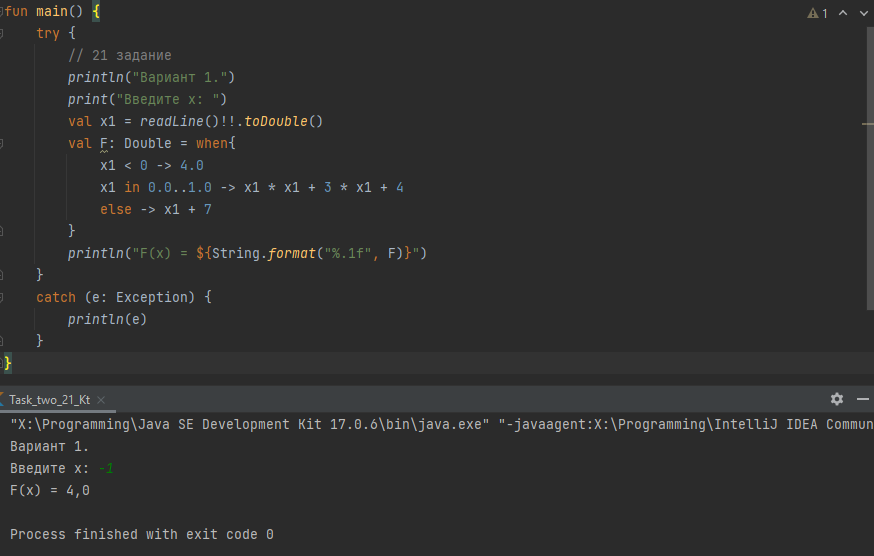 fun main() {
1
try {
// 21 задание
println("Вариант 1.")
print("Введите x: ")
val x1 = readLine()!!.toDouble()
val F: Double = when{
x1 < 0 -> 4.0
x1 in 0.0..1.0 -> x1 * x1 + 3 * x1 + 4
else -> x1 + 7
}
println("F(x) = ${String.format("%.1f", F)}")
}
catch (e: Exception) {
println(e)
}
}
Task_two_21_Kt
"X:\Programming\Java SE Development Kit 17.0.6\bin\java.exe" "-javaagent:X:\Programming\IntelliJ IDEA Commun
Вариант 1.
Введите x: -1
F(x) = 4,0
Process finished with exit code 0